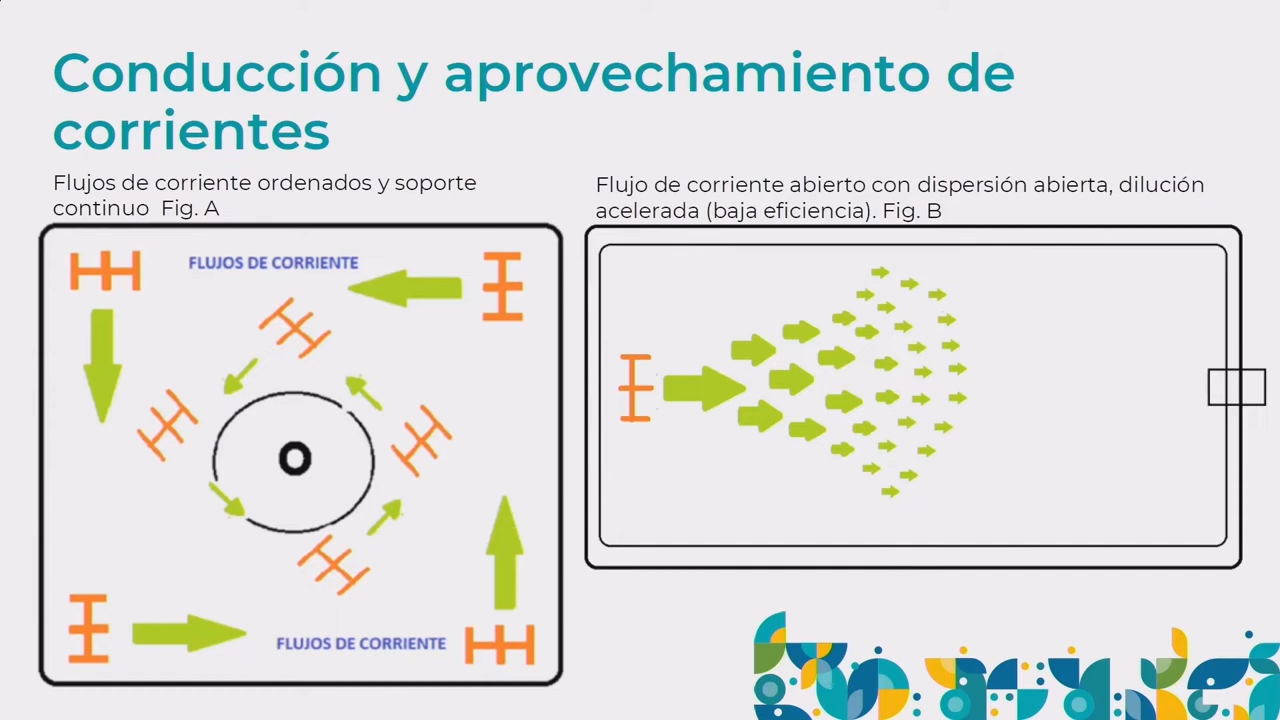 Conducción y aprovechamiento de
corrientes
Flujos de corriente ordenados y soporte
continuo Fig. A
Flujo de corriente abierto con dispersión abierta, dilución
acelerada (baja eficiencia). Fig. B
FLUJOS DE CORRIENTE
O
FLUJOS DE CORRIENTE